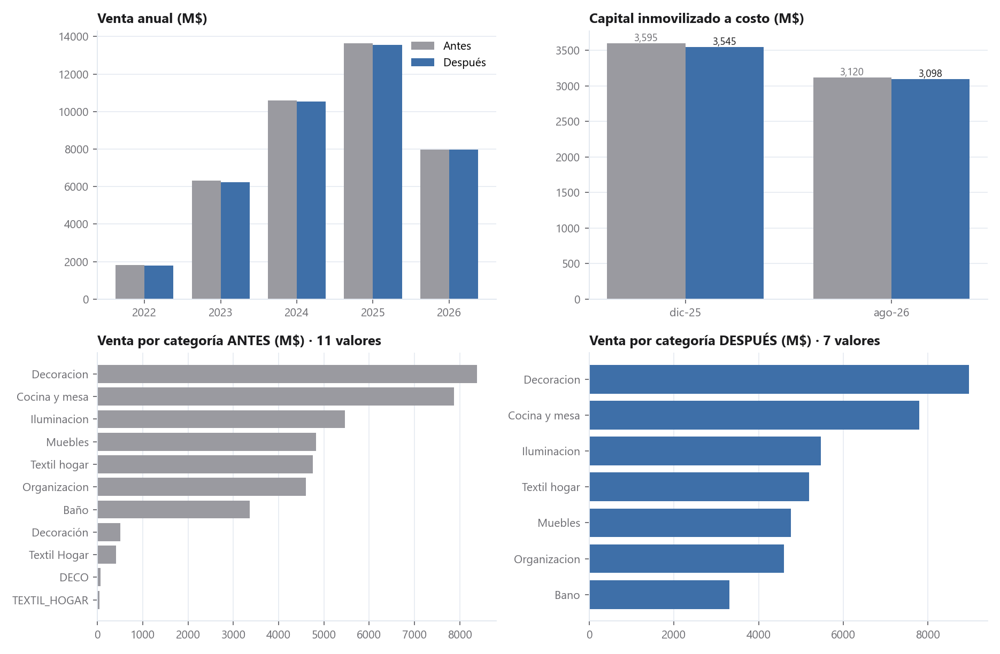 Venta anual (M$)
14000
12000
10000
8000
6000
4000
2000
0
2022 2023 2024 2025 2026
Antes
Después
Capital inmovilizado a costo (M$)
3500
3000
2500
2000
1500
1000
500
0
3,595 3,545
3,120 3,098
dic-25 ago-26
Venta por categoría ANTES (M$) · 11 valores
Decoracion
Cocina y mesa
Iluminacion
Muebles
Textil hogar
Organizacion
Baño
Decoración
Textil Hogar
DECO
TEXTIL_HOGAR
0 1000 2000 3000 4000 5000 6000 7000 8000
Venta por categoría DESPUÉS (M$) · 7 valores
Decoracion
Cocina y mesa
Iluminacion
Textil hogar
Muebles
Organizacion
Bano
0 2000 4000 6000 8000